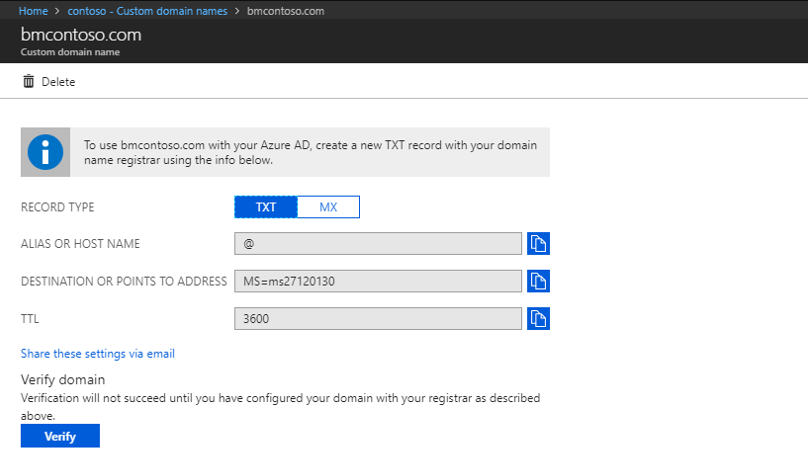 Home > contoso - Custom domain names > bmcontoso.com
bmcontoso.com
Custom domain name
Delete
To use bmcontoso.com with your Azure AD, create a new TXT record with your domain
name registrar using the info below.
RECORD TYPE TXT MX
ALIAS OR HOST NAME @
DESTINATION OR POINTS TO ADDRESS MS=ms27120130
TTL 3600
Share these settings via email
Verify domain
Verification will not succeed until you have configured your domain with your registrar as described
above.
Verify